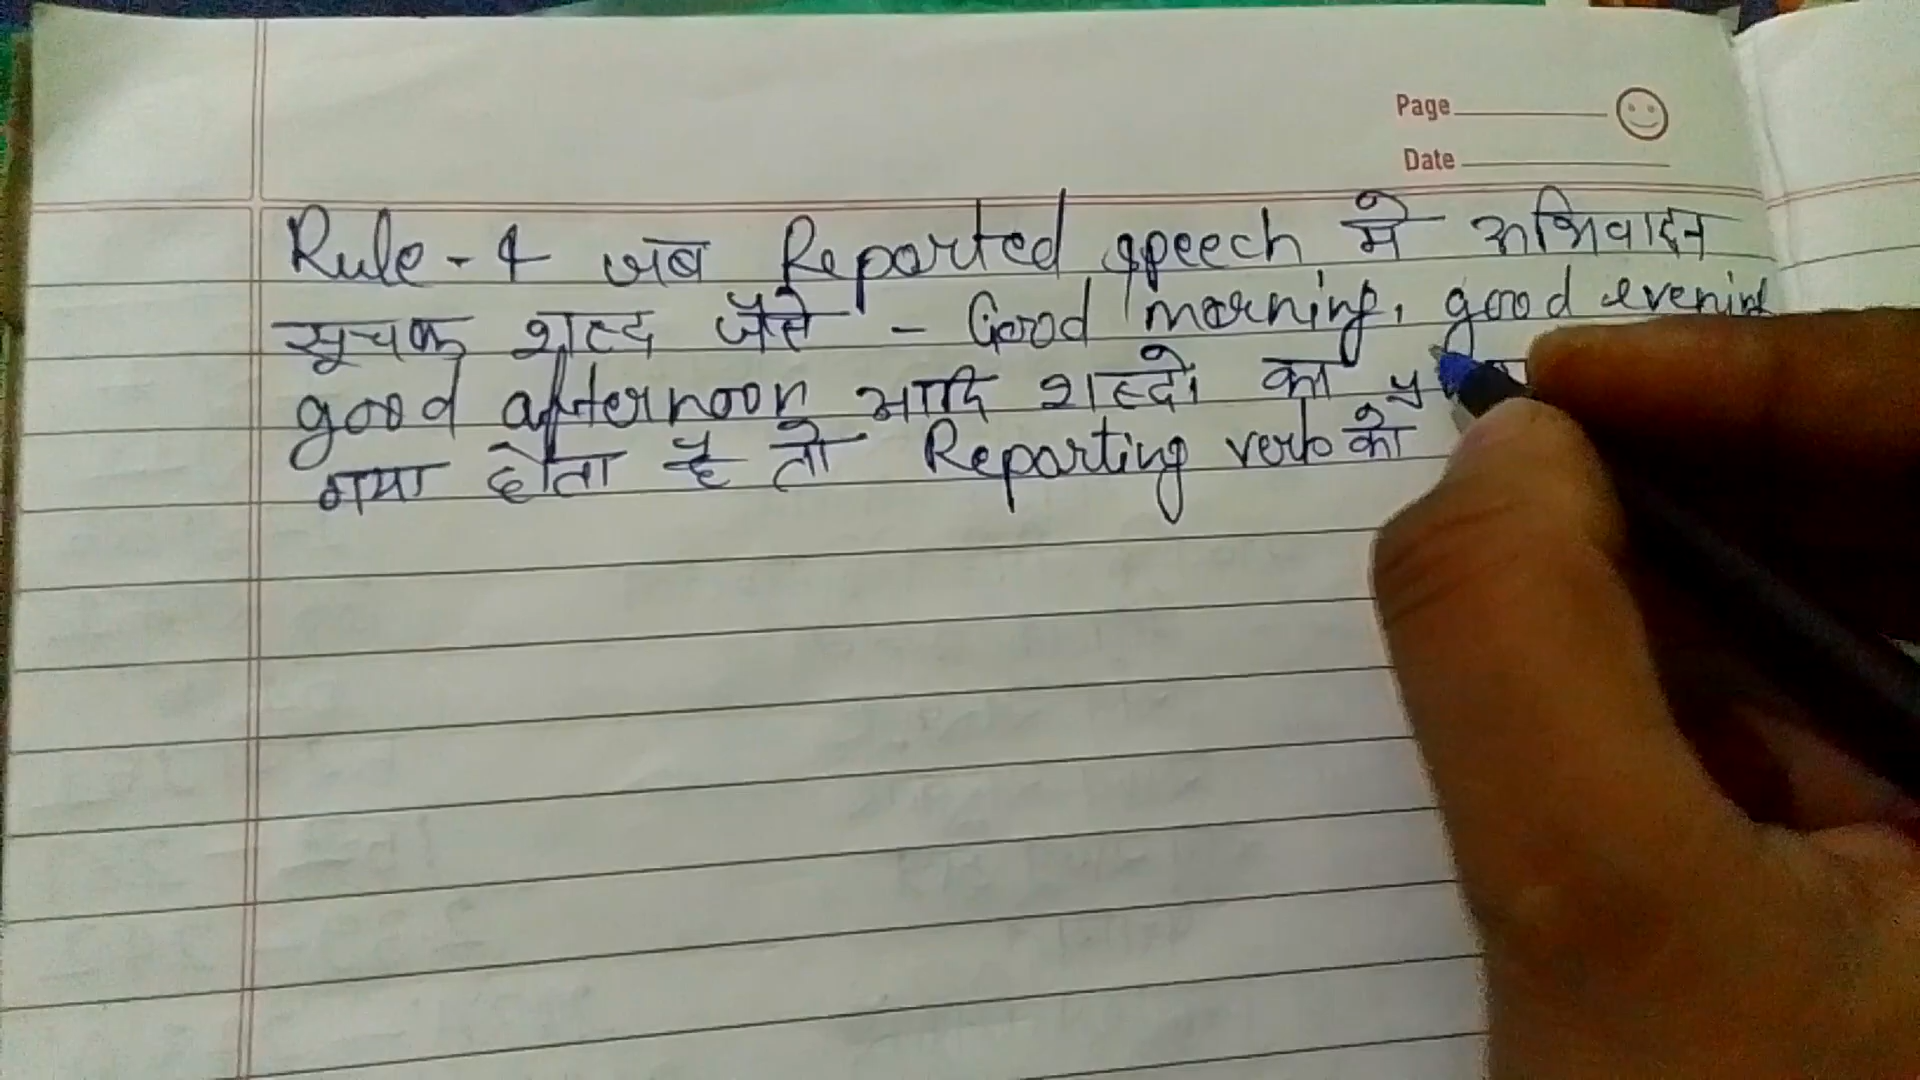 Page
Date
Rule - 4 जब Reported speech मे अभिवादन
सूचक शब्द जैसे - Good morning, good evening
good afternoon आदि शब्दो का
गया होता है तो Reporting verb को